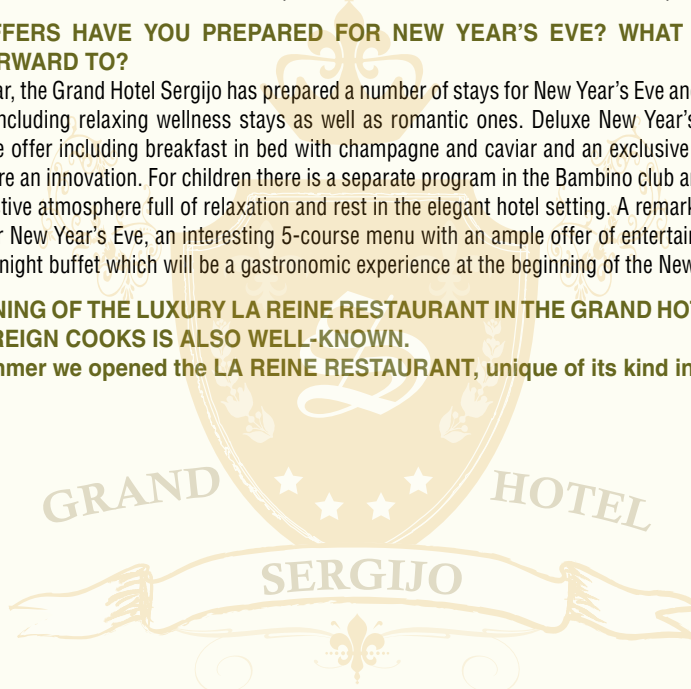 FFERS HAVE YOU PREPARED FOR NEW YEAR'S EVE? WHAT
RWARD TO?
ar, the Grand Hotel Sergijo has prepared a number of stays for New Year's Eve an
ncluding relaxing wellness stays as well as romantic ones. Deluxe New Year's
e offer including breakfast in bed with champagne and caviar and an exclusive
re an innovation. For children there is a separate program in the Bambino club a
tive atmosphere full of relaxation and rest in the elegant hotel setting. A remark
r New Year's Eve, an interesting 5-course menu with an ample offer of entertai
night buffet which will be a gastronomic experience at the beginning of the New
NING OF THE LUXURY LA REINE RESTAURANT IN THE GRAND HO
REIGN COOKS IS ALSO WELL-KNOWN.
mmer we opened the LA REINE RESTAURANT, unique of its kind in
S
GRAND HOTEL
SERGIJO